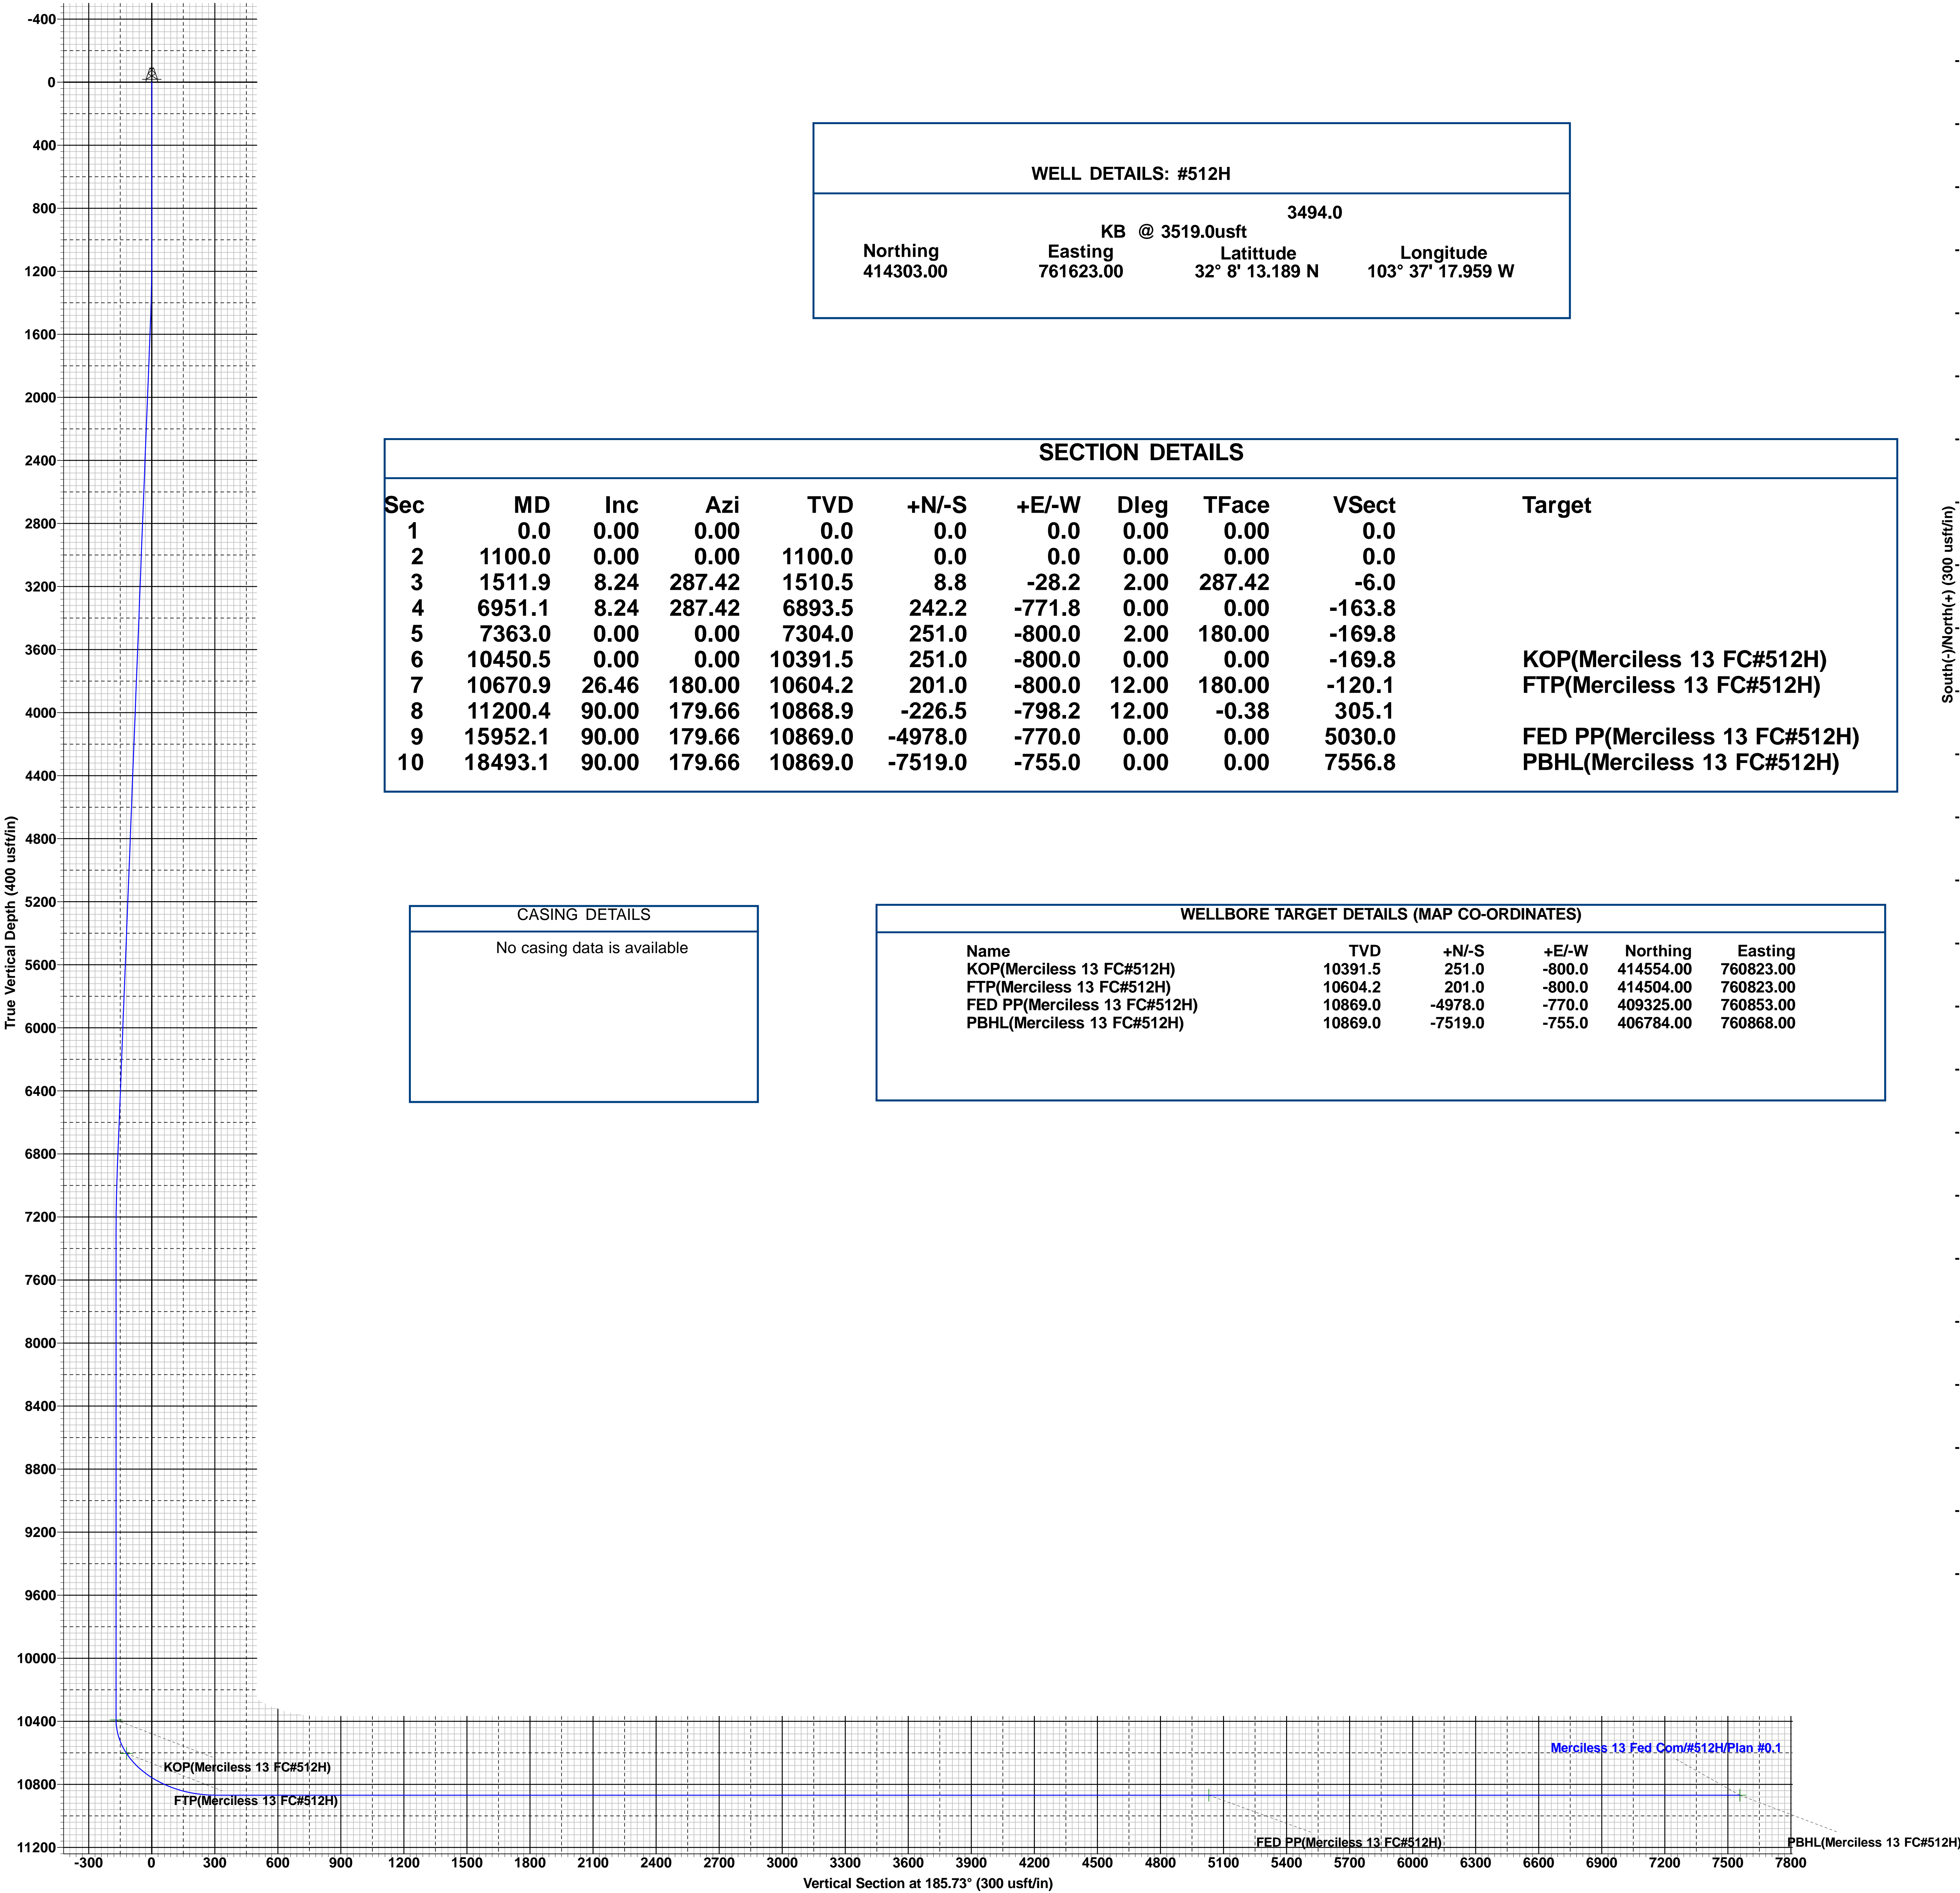 WELL DETAILS: #512H
3494.0
KB @ 3519.0usft
Northing Easting Latittude Longitude
414303.00 761623.00 32° 8' 13.189 N 103° 37' 17.959 W
SECTION DETAILS
Sec MD Inc Azi TVD +N/-S +E/-W Dleg TFace VSect Target
1 0.0 0.00 0.00 0.0 0.0 0.0 0.00 0.00 0.0
2 1100.0 0.00 0.00 1100.0 0.0 0.0 0.00 0.00 0.0
3 1511.9 8.24 287.42 1510.5 8.8 -28.2 2.00 287.42 -6.0
4 6951.1 8.24 287.42 6893.5 242.2 -771.8 0.00 0.00 -163.8
5 7363.0 0.00 0.00 7304.0 251.0 -800.0 2.00 180.00 -169.8
6 10450.5 0.00 0.00 10391.5 251.0 -800.0 0.00 0.00 -169.8 KOP(Merciless 13 FC#512H)
7 10670.9 26.46 180.00 10604.2 201.0 -800.0 12.00 180.00 -120.1 FTP(Merciless 13 FC#512H)
8 11200.4 90.00 179.66 10868.9 -226.5 -798.2 12.00 -0.38 305.1
9 15952.1 90.00 179.66 10869.0 -4978.0 -770.0 0.00 0.00 5030.0 FED PP(Merciless 13 FC#512H)
10 18493.1 90.00 179.66 10869.0 -7519.0 -755.0 0.00 0.00 7556.8 PBHL(Merciless 13 FC#512H)
CASING DETAILS
No casing data is available
WELLBORE TARGET DETAILS (MAP CO-ORDINATES)
Name TVD +N/-S +E/-W Northing Easting
KOP(Merciless 13 FC#512H) 10391.5 251.0 -800.0 414554.00 760823.00
FTP(Merciless 13 FC#512H) 10604.2 201.0 -800.0 414504.00 760823.00
FED PP(Merciless 13 FC#512H) 10869.0 -4978.0 -770.0 409325.00 760853.00
PBHL(Merciless 13 FC#512H) 10869.0 -7519.0 -755.0 406784.00 760868.00
True Vertical Depth (400 usft/in)
-400
0
400
800
1200
1600
2000
2400
2800
3200
3600
4000
4400
4800
5200
5600
6000
6400
6800
7200
7600
8000
8400
8800
9200
9600
10000
10400
10800
11200
South(-)/North(+) (300 usft/in)
Merciless 13 Fed Com/#512H/Plan #0.1
KOP(Merciless 13 FC#512H)
FTP(Merciless 13 FC#512H)
FED PP(Merciless 13 FC#512H)
PBHL(Merciless 13 FC#512H)
-300 0 300 600 900 1200 1500 1800 2100 2400 2700 3000 3300 3600 3900 4200 4500 4800 5100 5400 5700 6000 6300 6600 6900 7200 7500 7800
Vertical Section at 185.73° (300 usft/in)